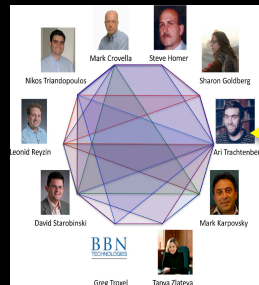 Mark Crovella
Steve Homer
Nikos Triandopoulos
Sharon Goldberg
Leonid Reyzin
Ari Trachtenber
David Starobinski
Mark Karpovsky
BBN
TECHNOLOGIES
Greg Troxel
Tanya Zlateva